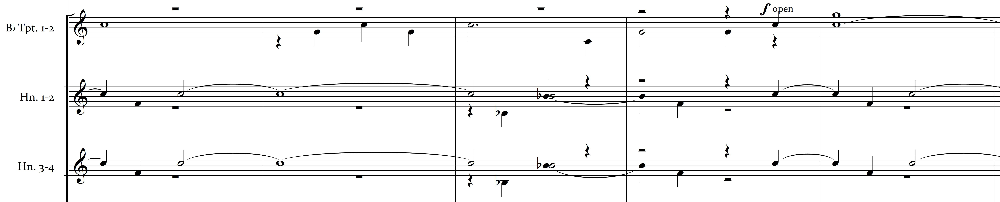 f open
B♭ Tpt. 1-2
Hn. 1-2
Hn. 3-4